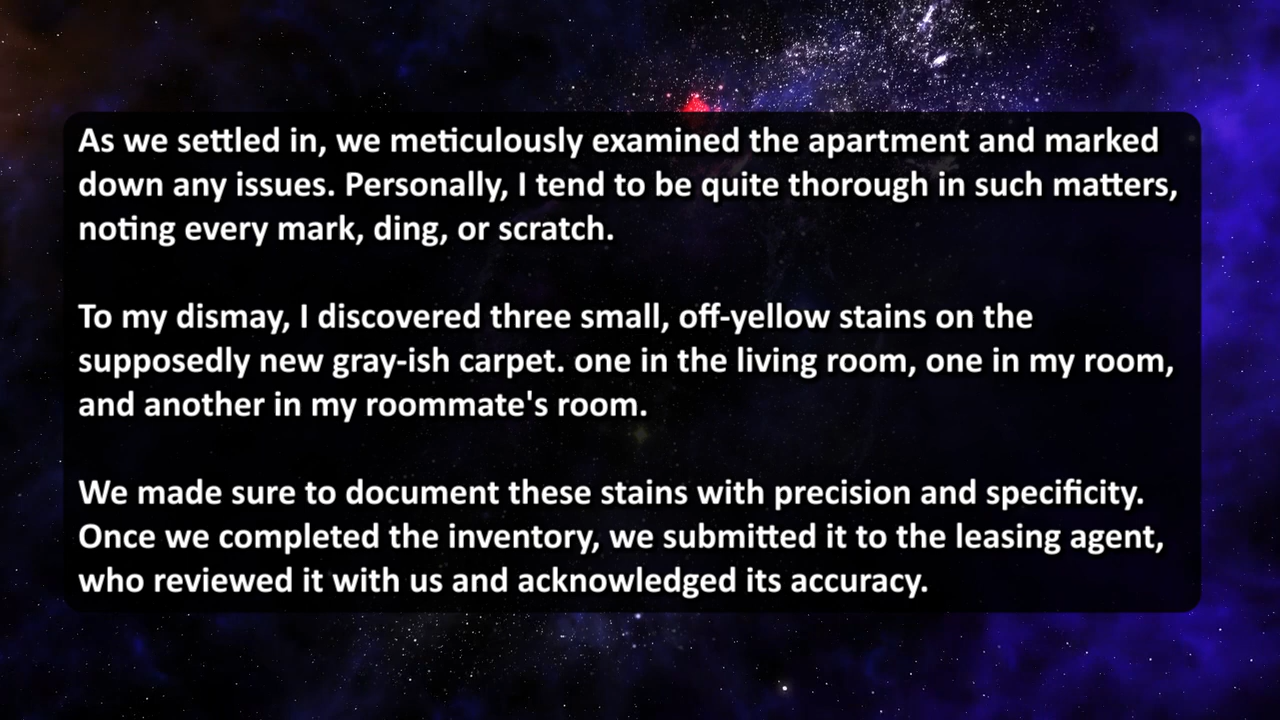 As we settled in, we meticulously examined the apartment and marked
down any issues. Personally, I tend to be quite thorough in such matters,
noting every mark, ding, or scratch.
To my dismay, I discovered three small, off-yellow stains on the
supposedly new gray-ish carpet. one in the living room, one in my room,
and another in my roommate's room.
We made sure to document these stains with precision and specificity.
Once we completed the inventory, we submitted it to the leasing agent,
who reviewed it with us and acknowledged its accuracy.